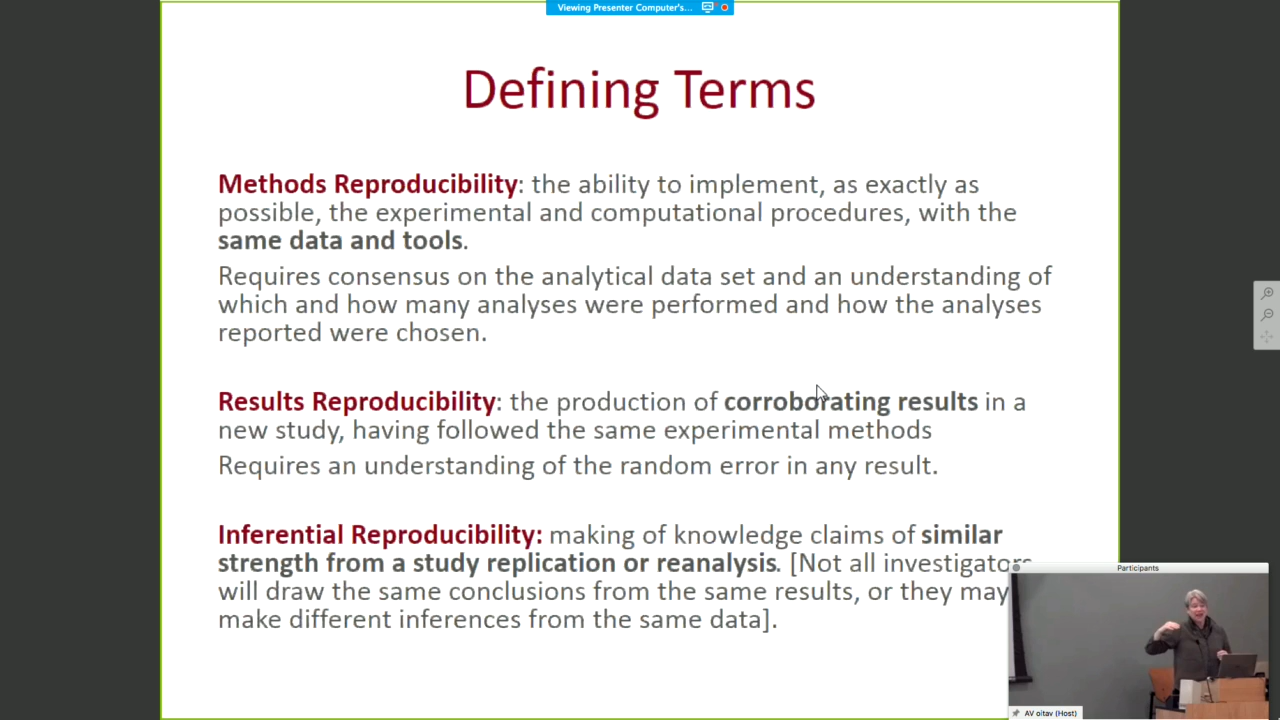 Viewing Presenter Computer's...
Defining Terms
Methods Reproducibility: the ability to implement, as exactly as
possible, the experimental and computational procedures, with the
same data and tools.
Requires consensus on the analytical data set and an understanding of
which and how many analyses were performed and how the analyses
reported were chosen.
Results Reproducibility: the production of corroborating results in a
new study, having followed the same experimental methods
Requires an understanding of the random error in any result.
Inferential Reproducibility: making of knowledge claims of similar
strength from a study replication or reanalysis. [Not all investigators
will draw the same conclusions from the same results, or they may
make different inferences from the same data].
Participants
AV oitav (Host)